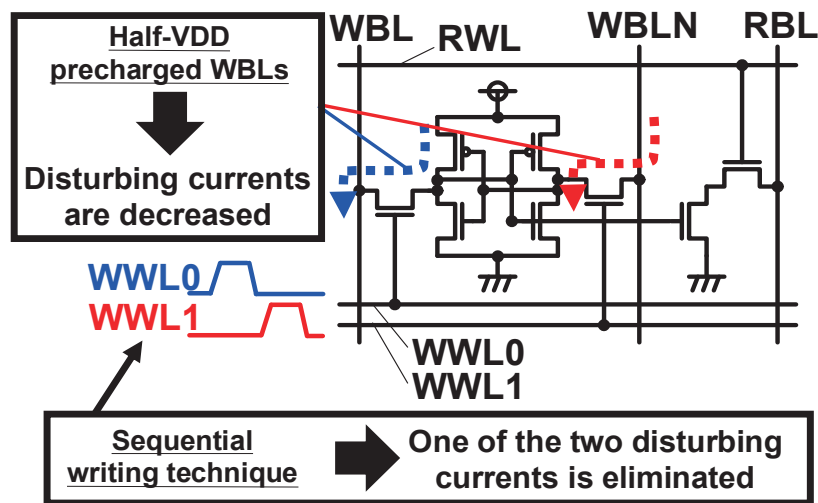 Half-VDD
precharged WBLs
Disturbing currents
are decreased
WBL
RWL
WBLN
RBL
WWL0
WWL1
WWL0
WWL1
Sequential
writing technique
One of the two disturbing
currents is eliminated